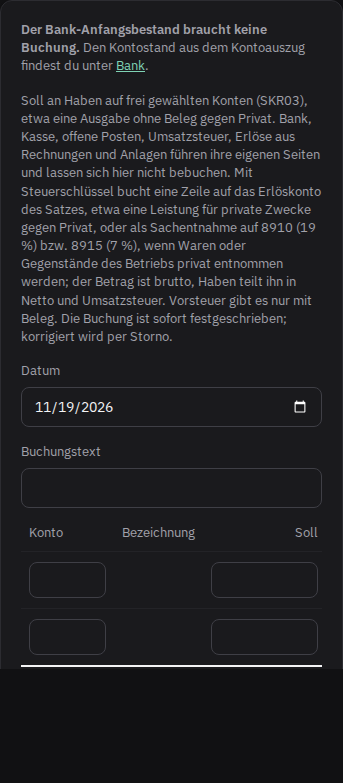 Der Bank-Anfangsbestand braucht keine
Buchung. Den Kontostand aus dem Kontoauszug
findest du unter Bank.
Soll an Haben auf frei gewählten Konten (SKR03),
etwa eine Ausgabe ohne Beleg gegen Privat. Bank,
Kasse, offene Posten, Umsatzsteuer, Erlöse aus
Rechnungen und Anlagen führen ihre eigenen Seiten
und lassen sich hier nicht bebuchen. Mit
Steuerschlüssel bucht eine Zeile auf das Erlöskonto
des Satzes, etwa eine Leistung für private Zwecke
gegen Privat, oder als Sachentnahme auf 8910 (19
%) bzw. 8915 (7 %), wenn Waren oder
Gegenstände des Betriebs privat entnommen
werden; der Betrag ist brutto, Haben teilt ihn in
Netto und Umsatzsteuer. Vorsteuer gibt es nur mit
Beleg. Die Buchung ist sofort festgeschrieben;
korrigiert wird per Storno.
Datum
11/19/2026
Buchungstext
Konto Bezeichnung Soll